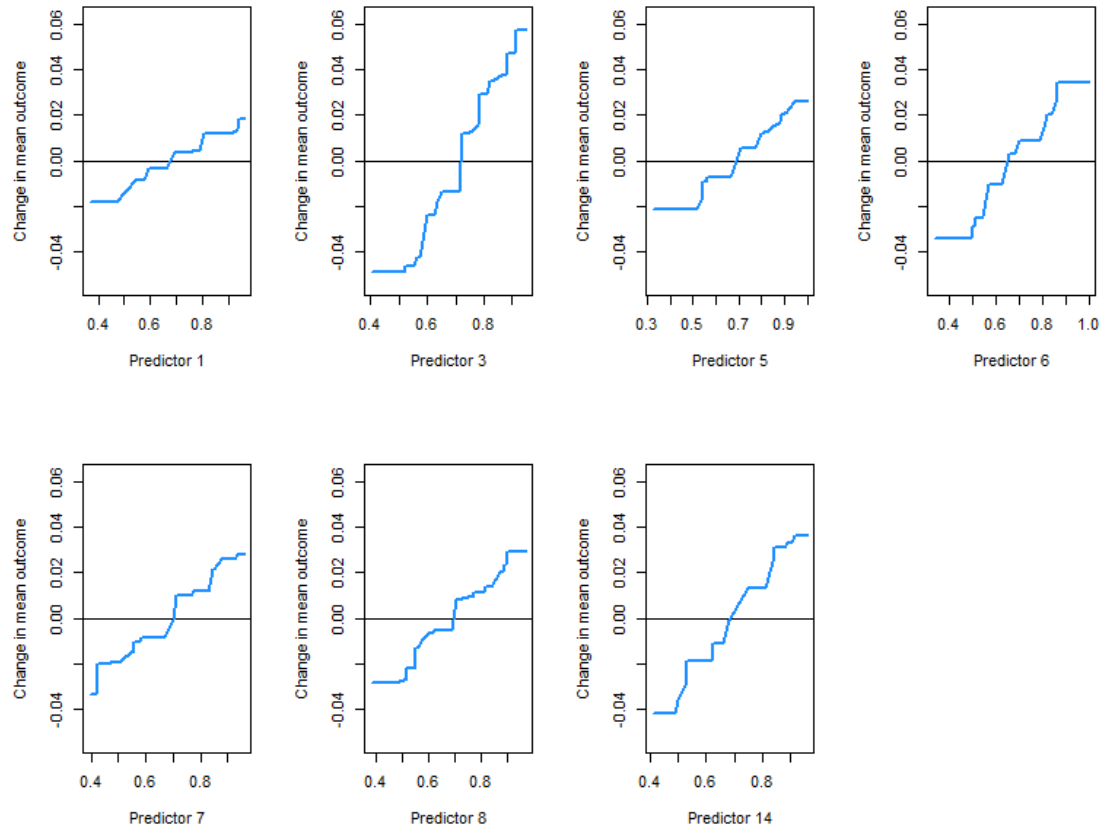 Change in mean outcome
-0.04 0.00 0.02 0.04 0.06
0.4 0.6 0.8
Predictor 1
Change in mean outcome
-0.04 0.00 0.02 0.04 0.06
0.4 0.6 0.8
Predictor 3
Change in mean outcome
-0.04 0.00 0.02 0.04 0.06
0.3 0.5 0.7 0.9
Predictor 5
Change in mean outcome
-0.04 0.00 0.02 0.04 0.06
0.4 0.6 0.8 1.0
Predictor 6
Change in mean outcome
-0.04 0.00 0.02 0.04 0.06
0.4 0.6 0.8
Predictor 7
Change in mean outcome
-0.04 0.00 0.02 0.04 0.06
0.4 0.6 0.8
Predictor 8
Change in mean outcome
-0.04 0.00 0.02 0.04 0.06
0.4 0.6 0.8
Predictor 14